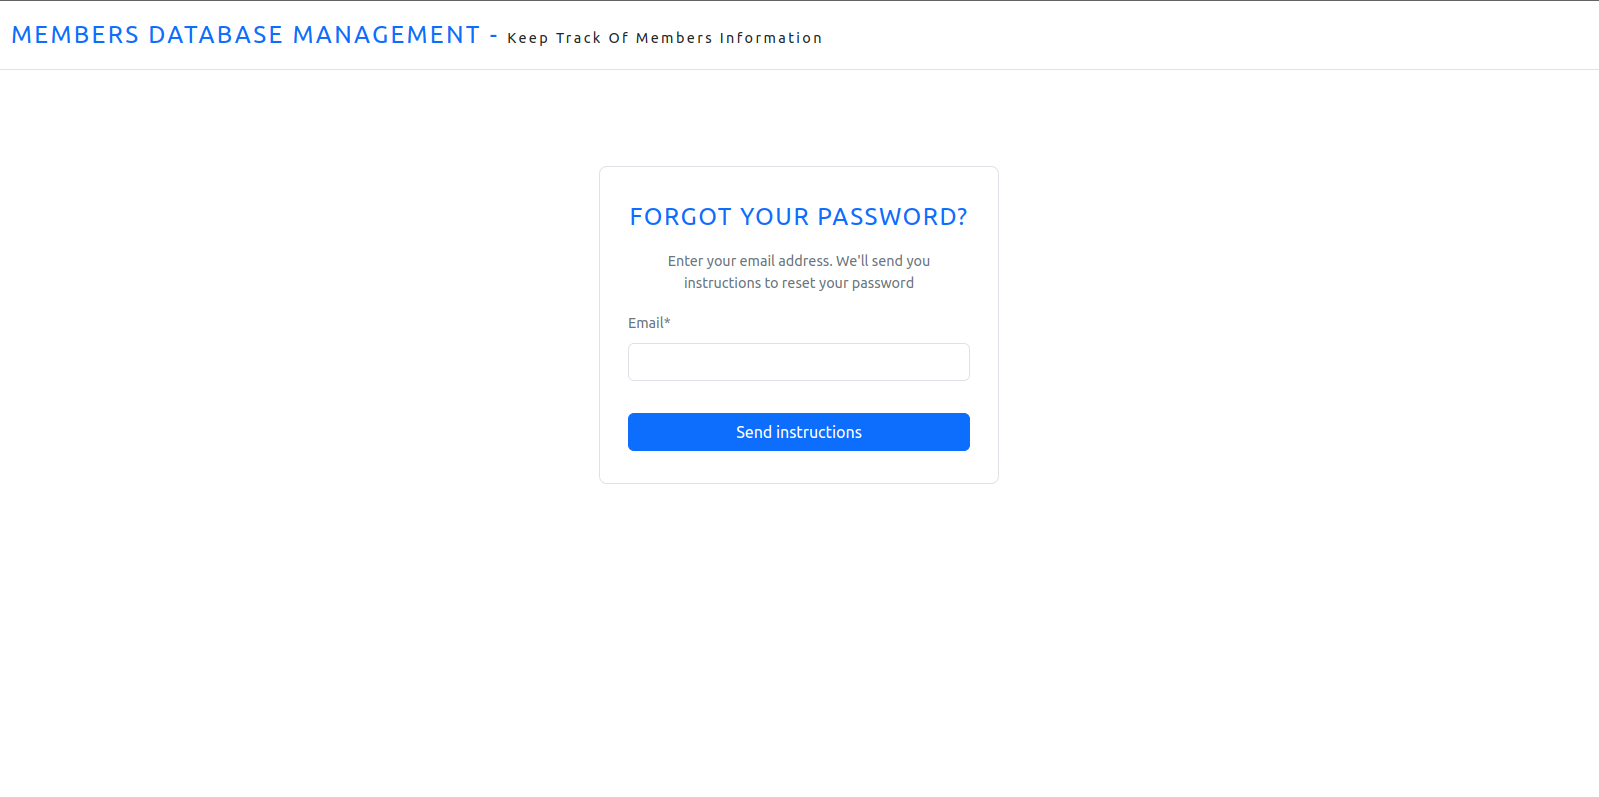 MEMBERS DATABASE MANAGEMENT - Keep Track Of Members Information
FORGOT YOUR PASSWORD?
Enter your email address. We'll send you
instructions to reset your password
Email*
Send instructions